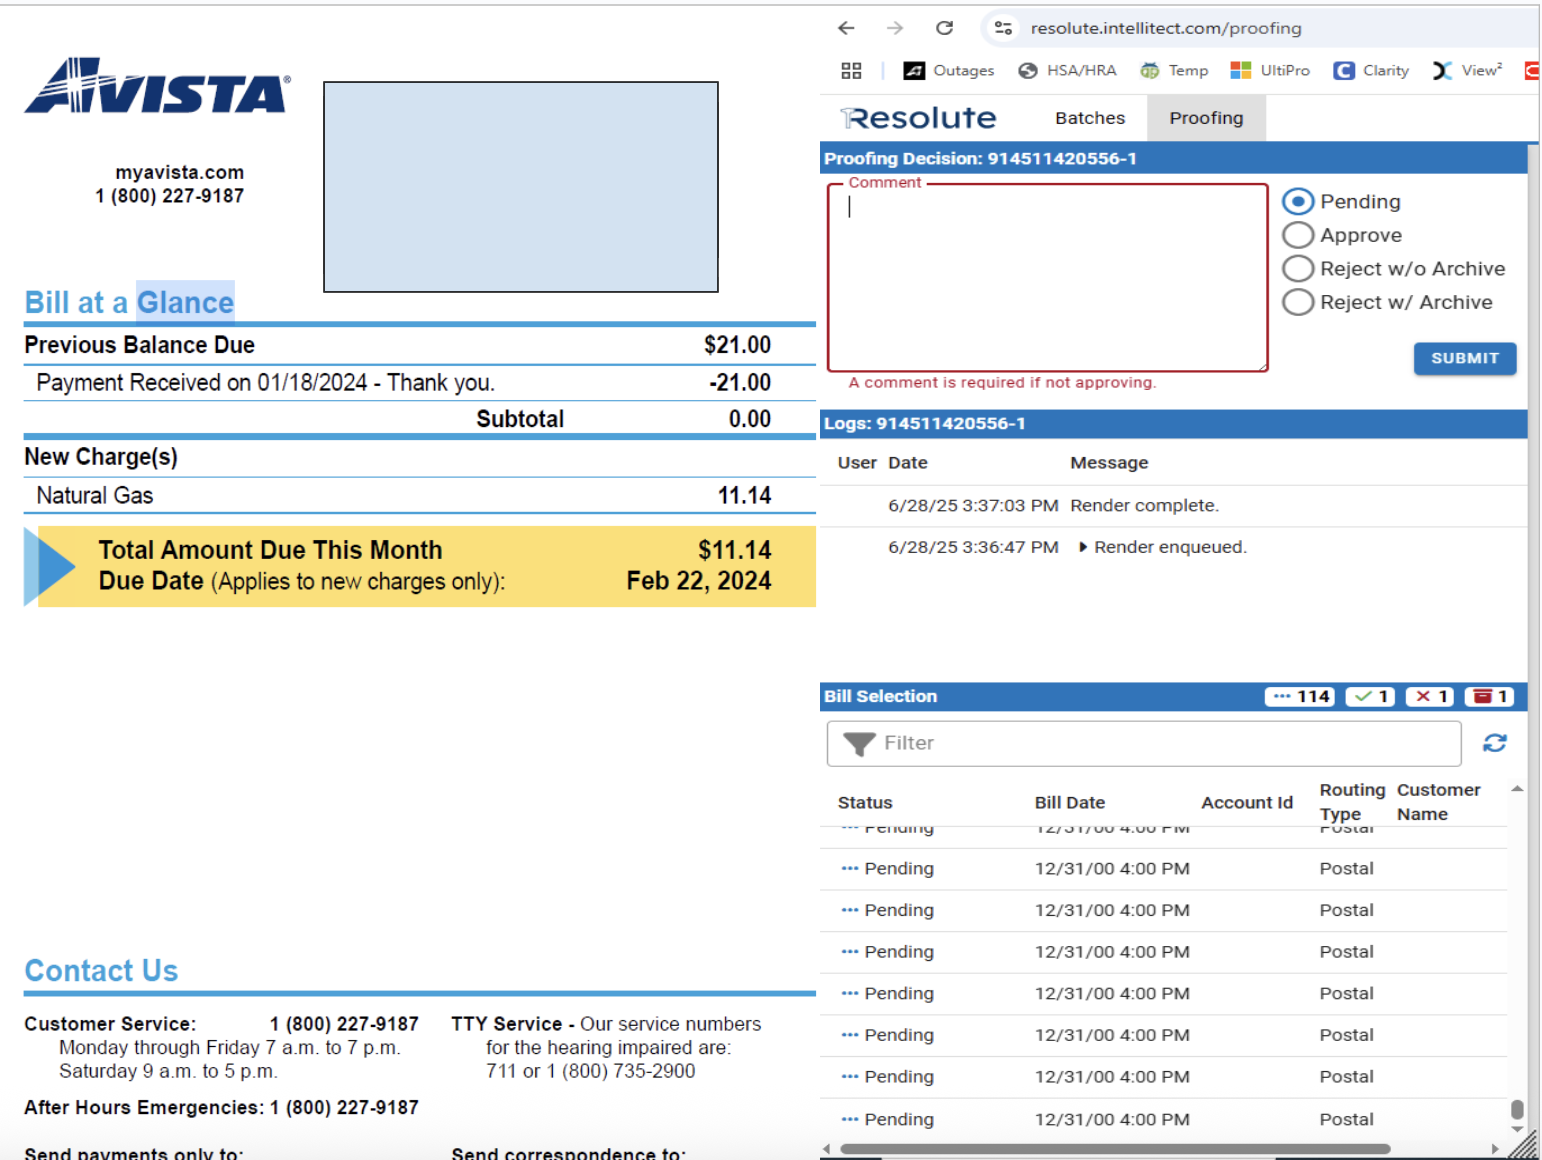 AVISTA®
myavista.com
1 (800) 227-9187
Bill at a Glance
Previous Balance Due $21.00
Payment Received on 01/18/2024 - Thank you. -21.00
Subtotal 0.00
New Charge(s)
Natural Gas 11.14
Total Amount Due This Month $11.14
Due Date (Applies to new charges only): Feb 22, 2024
Contact Us
Customer Service: 1 (800) 227-9187
Monday through Friday 7 a.m. to 7 p.m.
Saturday 9 a.m. to 5 p.m.
After Hours Emergencies: 1 (800) 227-9187
Send payments only to:
TTY Service - Our service numbers
for the hearing impaired are:
711 or 1 (800) 735-2900
Send correspondence to:
resolute.intellitect.com/proofing
Outages HSA/HRA Temp UltiPro Clarity View²
Resolute Batches Proofing
Proofing Decision: 914511420556-1
Comment
Pending
Approve
Reject w/o Archive
Reject w/ Archive
SUBMIT
A comment is required if not approving.
Logs: 914511420556-1
User Date Message
6/28/25 3:37:03 PM Render complete.
6/28/25 3:36:47 PM Render enqueued.
Bill Selection ··· 114 1 1 1
Filter
Status Bill Date Account Id Routing Type Customer Name
··· Pending 12/31/00 4:00 PM Postal
··· Pending 12/31/00 4:00 PM Postal
··· Pending 12/31/00 4:00 PM Postal
··· Pending 12/31/00 4:00 PM Postal
··· Pending 12/31/00 4:00 PM Postal
··· Pending 12/31/00 4:00 PM Postal
··· Pending 12/31/00 4:00 PM Postal
··· Pending 12/31/00 4:00 PM Postal